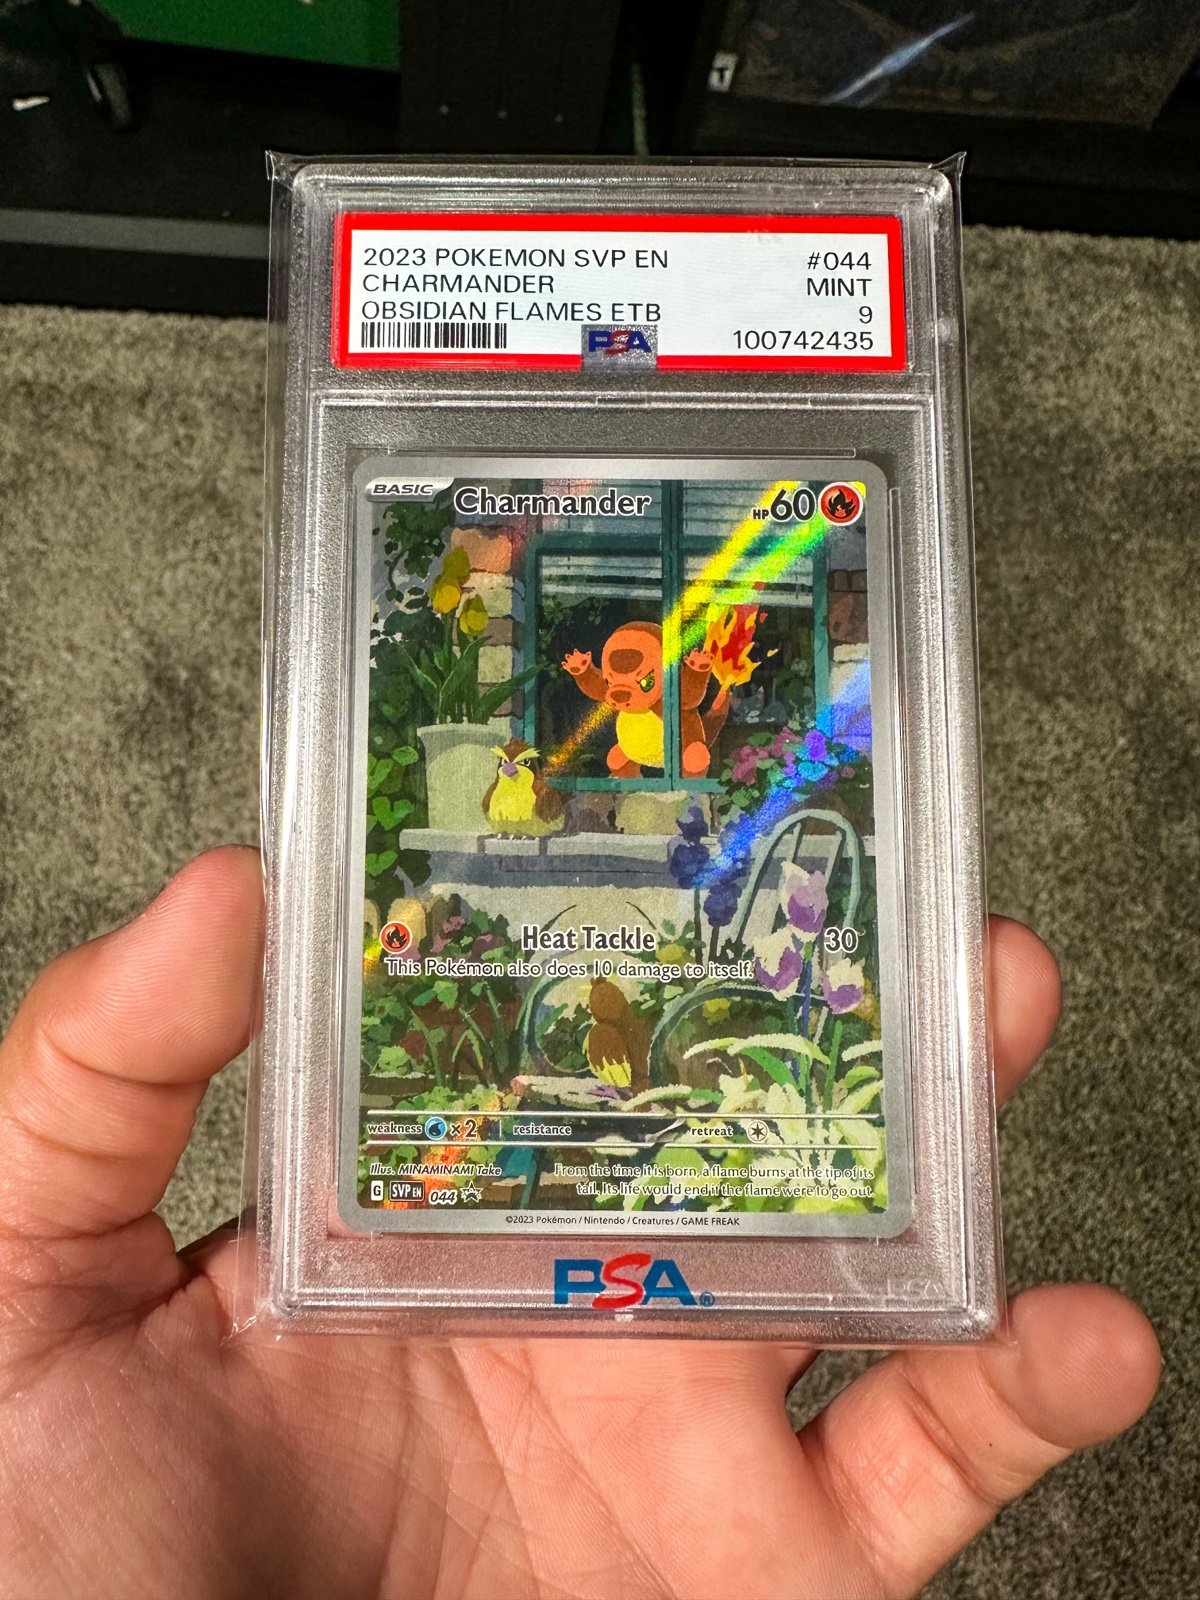 2023 POKEMON SVP EN #044
CHARMANDER MINT
OBSIDIAN FLAMES ETB 9
PSA 100742435
BASIC Charmander HP 60
Heat Tackle 30
This Pokémon also does 10 damage to itself.
weakness ×2 resistance retreat
Illus. MINAMINAMI Take
From the time it is born, a flame burns at the tip of its
tail. Its life would end if the flame were to go out.
G SVP EN 044
©2023 Pokémon / Nintendo / Creatures / GAME FREAK
PSA®
PSA